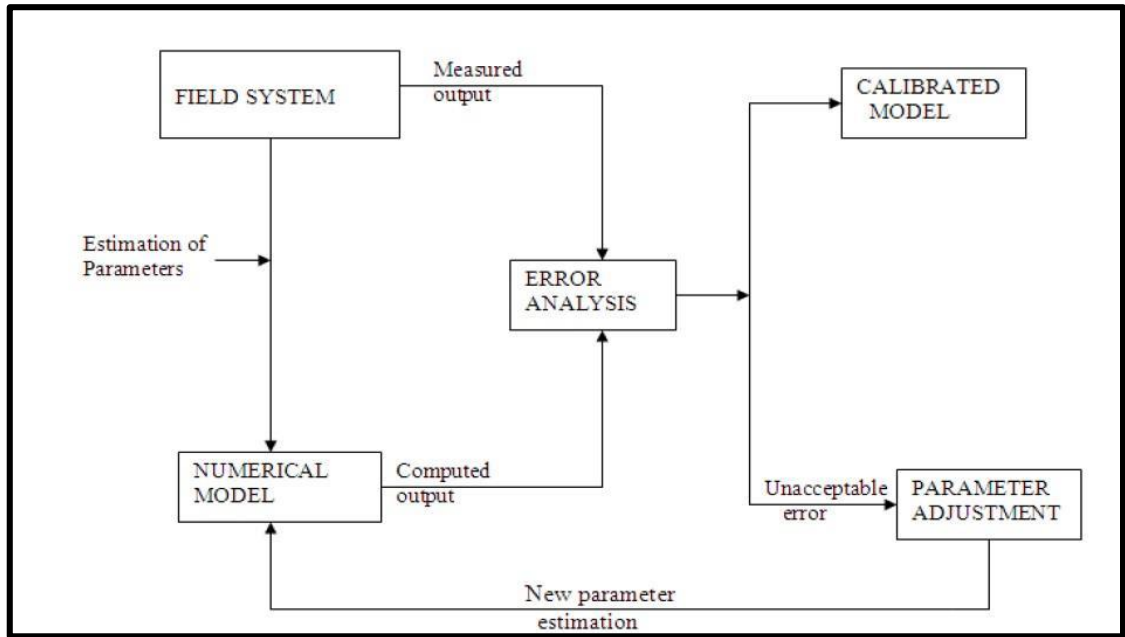 FIELD SYSTEM
Measured
output
CALIBRATED
MODEL
Estimation of
Parameters
ERROR
ANALYSIS
NUMERICAL
MODEL
Computed
output
Unacceptable
error
PARAMETER
ADJUSTMENT
New parameter
estimation